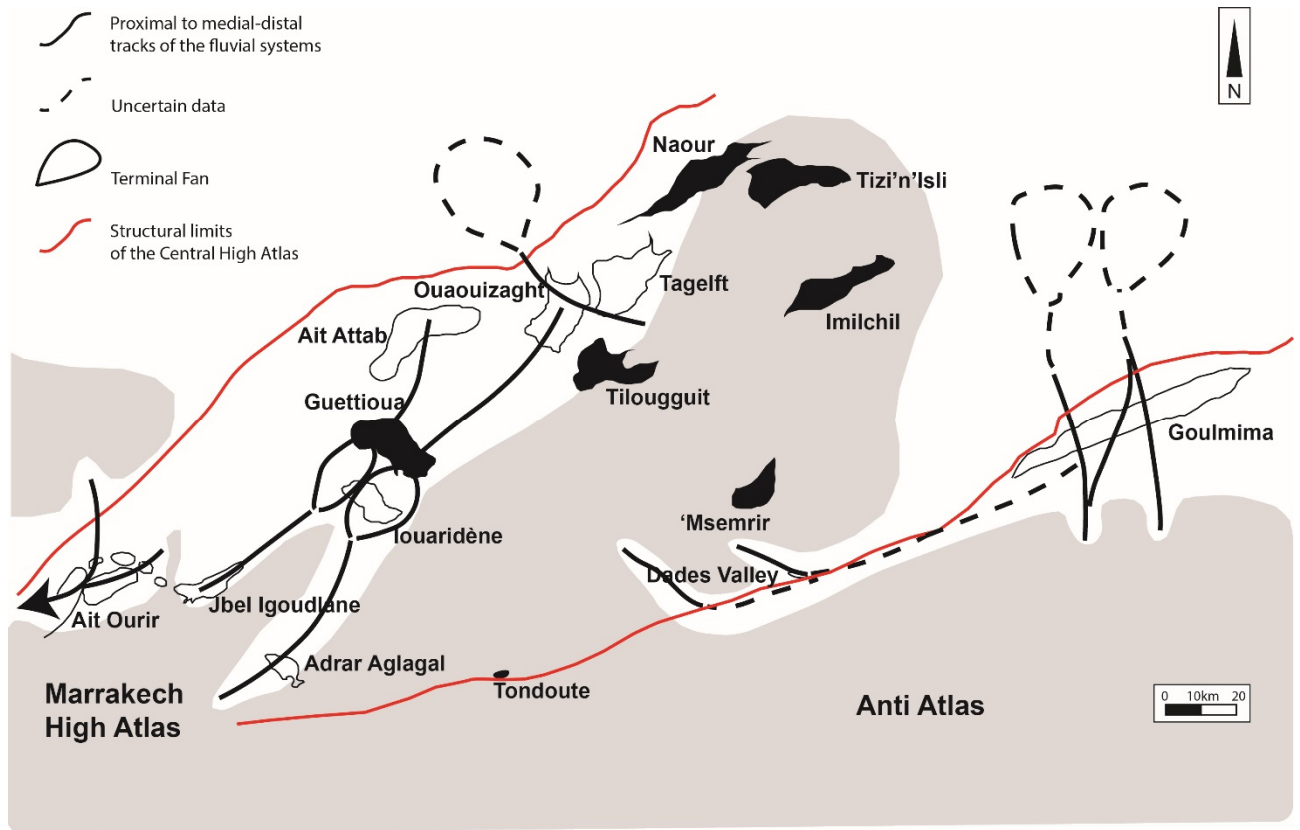 Proximal to medial-distal
tracks of the fluvial systems
Uncertain data
Terminal Fan
Structural limits
of the Central High Atlas
N
Naour
Tizi'n'Isli
Ouaouizaght
Tagelft
Ait Attab
Imilchil
Tilougguit
Guettioua
Goulmima
'Msemrir
Iouaridène
Dades Valley
Jbel Igoudlane
Ait Ourir
Adrar Aglagal
Tondoute
Marrakech
High Atlas
Anti Atlas
0 10km 20